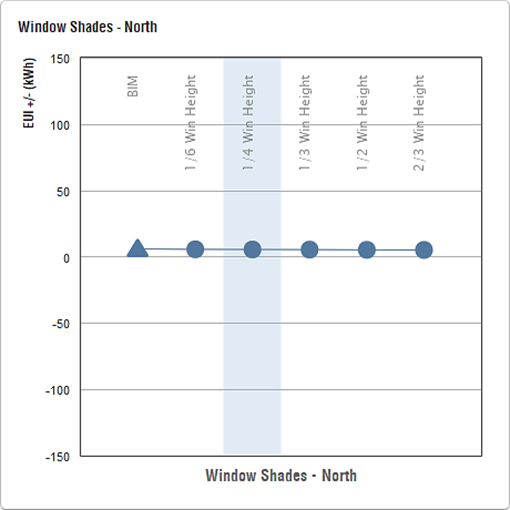 Window Shades - North
EUI +/- (kWh)
150
100
50
0
-50
-100
-150
BIM
1/6 Win Height
1/4 Win Height
1/3 Win Height
1/2 Win Height
2/3 Win Height
Window Shades - North